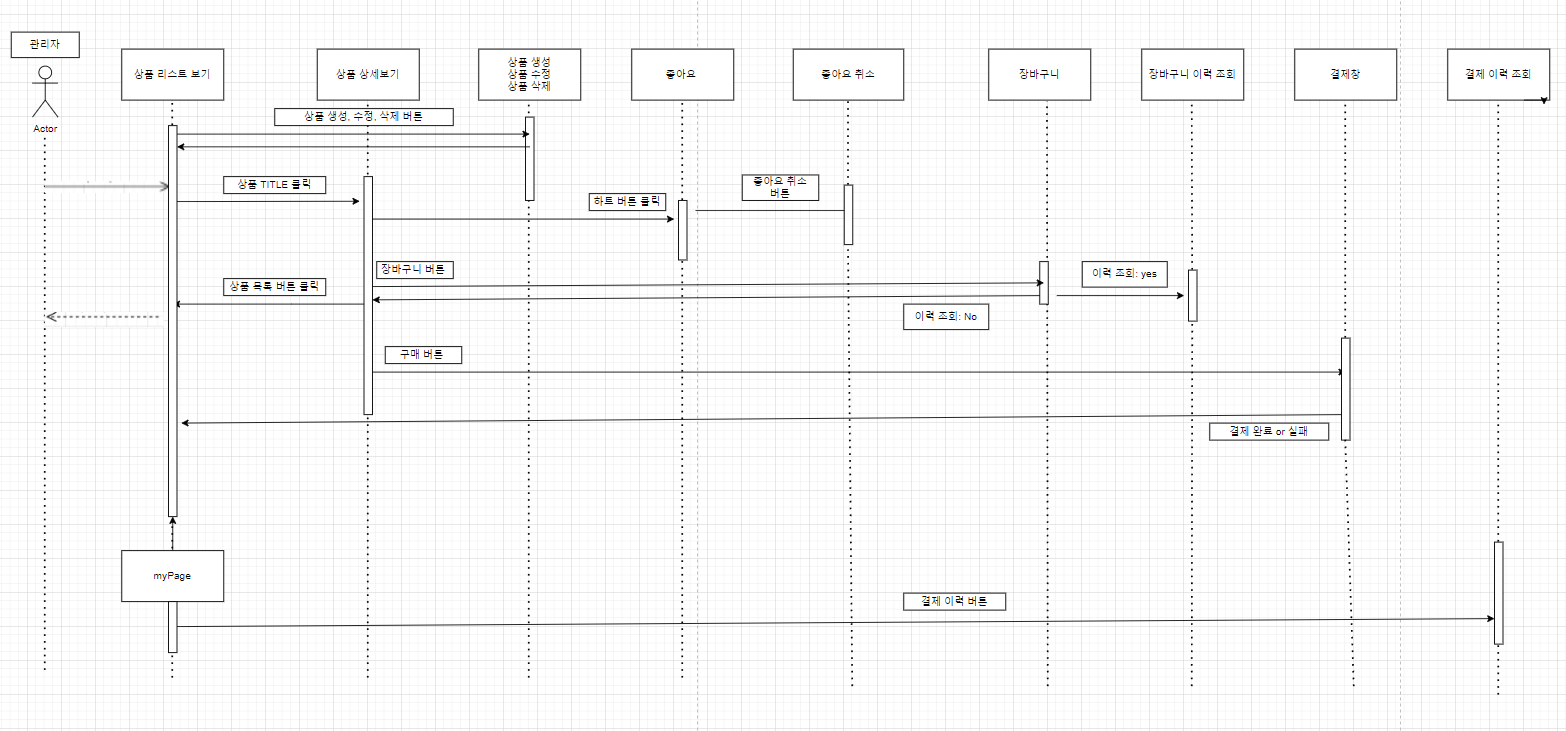 관리자
Actor
상품 리스트 보기
상품 상세보기
상품 생성
상품 수정
상품 삭제
좋아요
좋아요 취소
장바구니
장바구니 이력 조회
결제창
결제 이력 조회
상품 생성, 수정, 삭제 버튼
상품 TITLE 클릭
하트 버튼 클릭
좋아요 취소
버튼
장바구니 버튼
이력 조회: yes
상품 목록 버튼 클릭
이력 조회: No
구매 버튼
결제 완료 or 실패
myPage
결제 이력 버튼